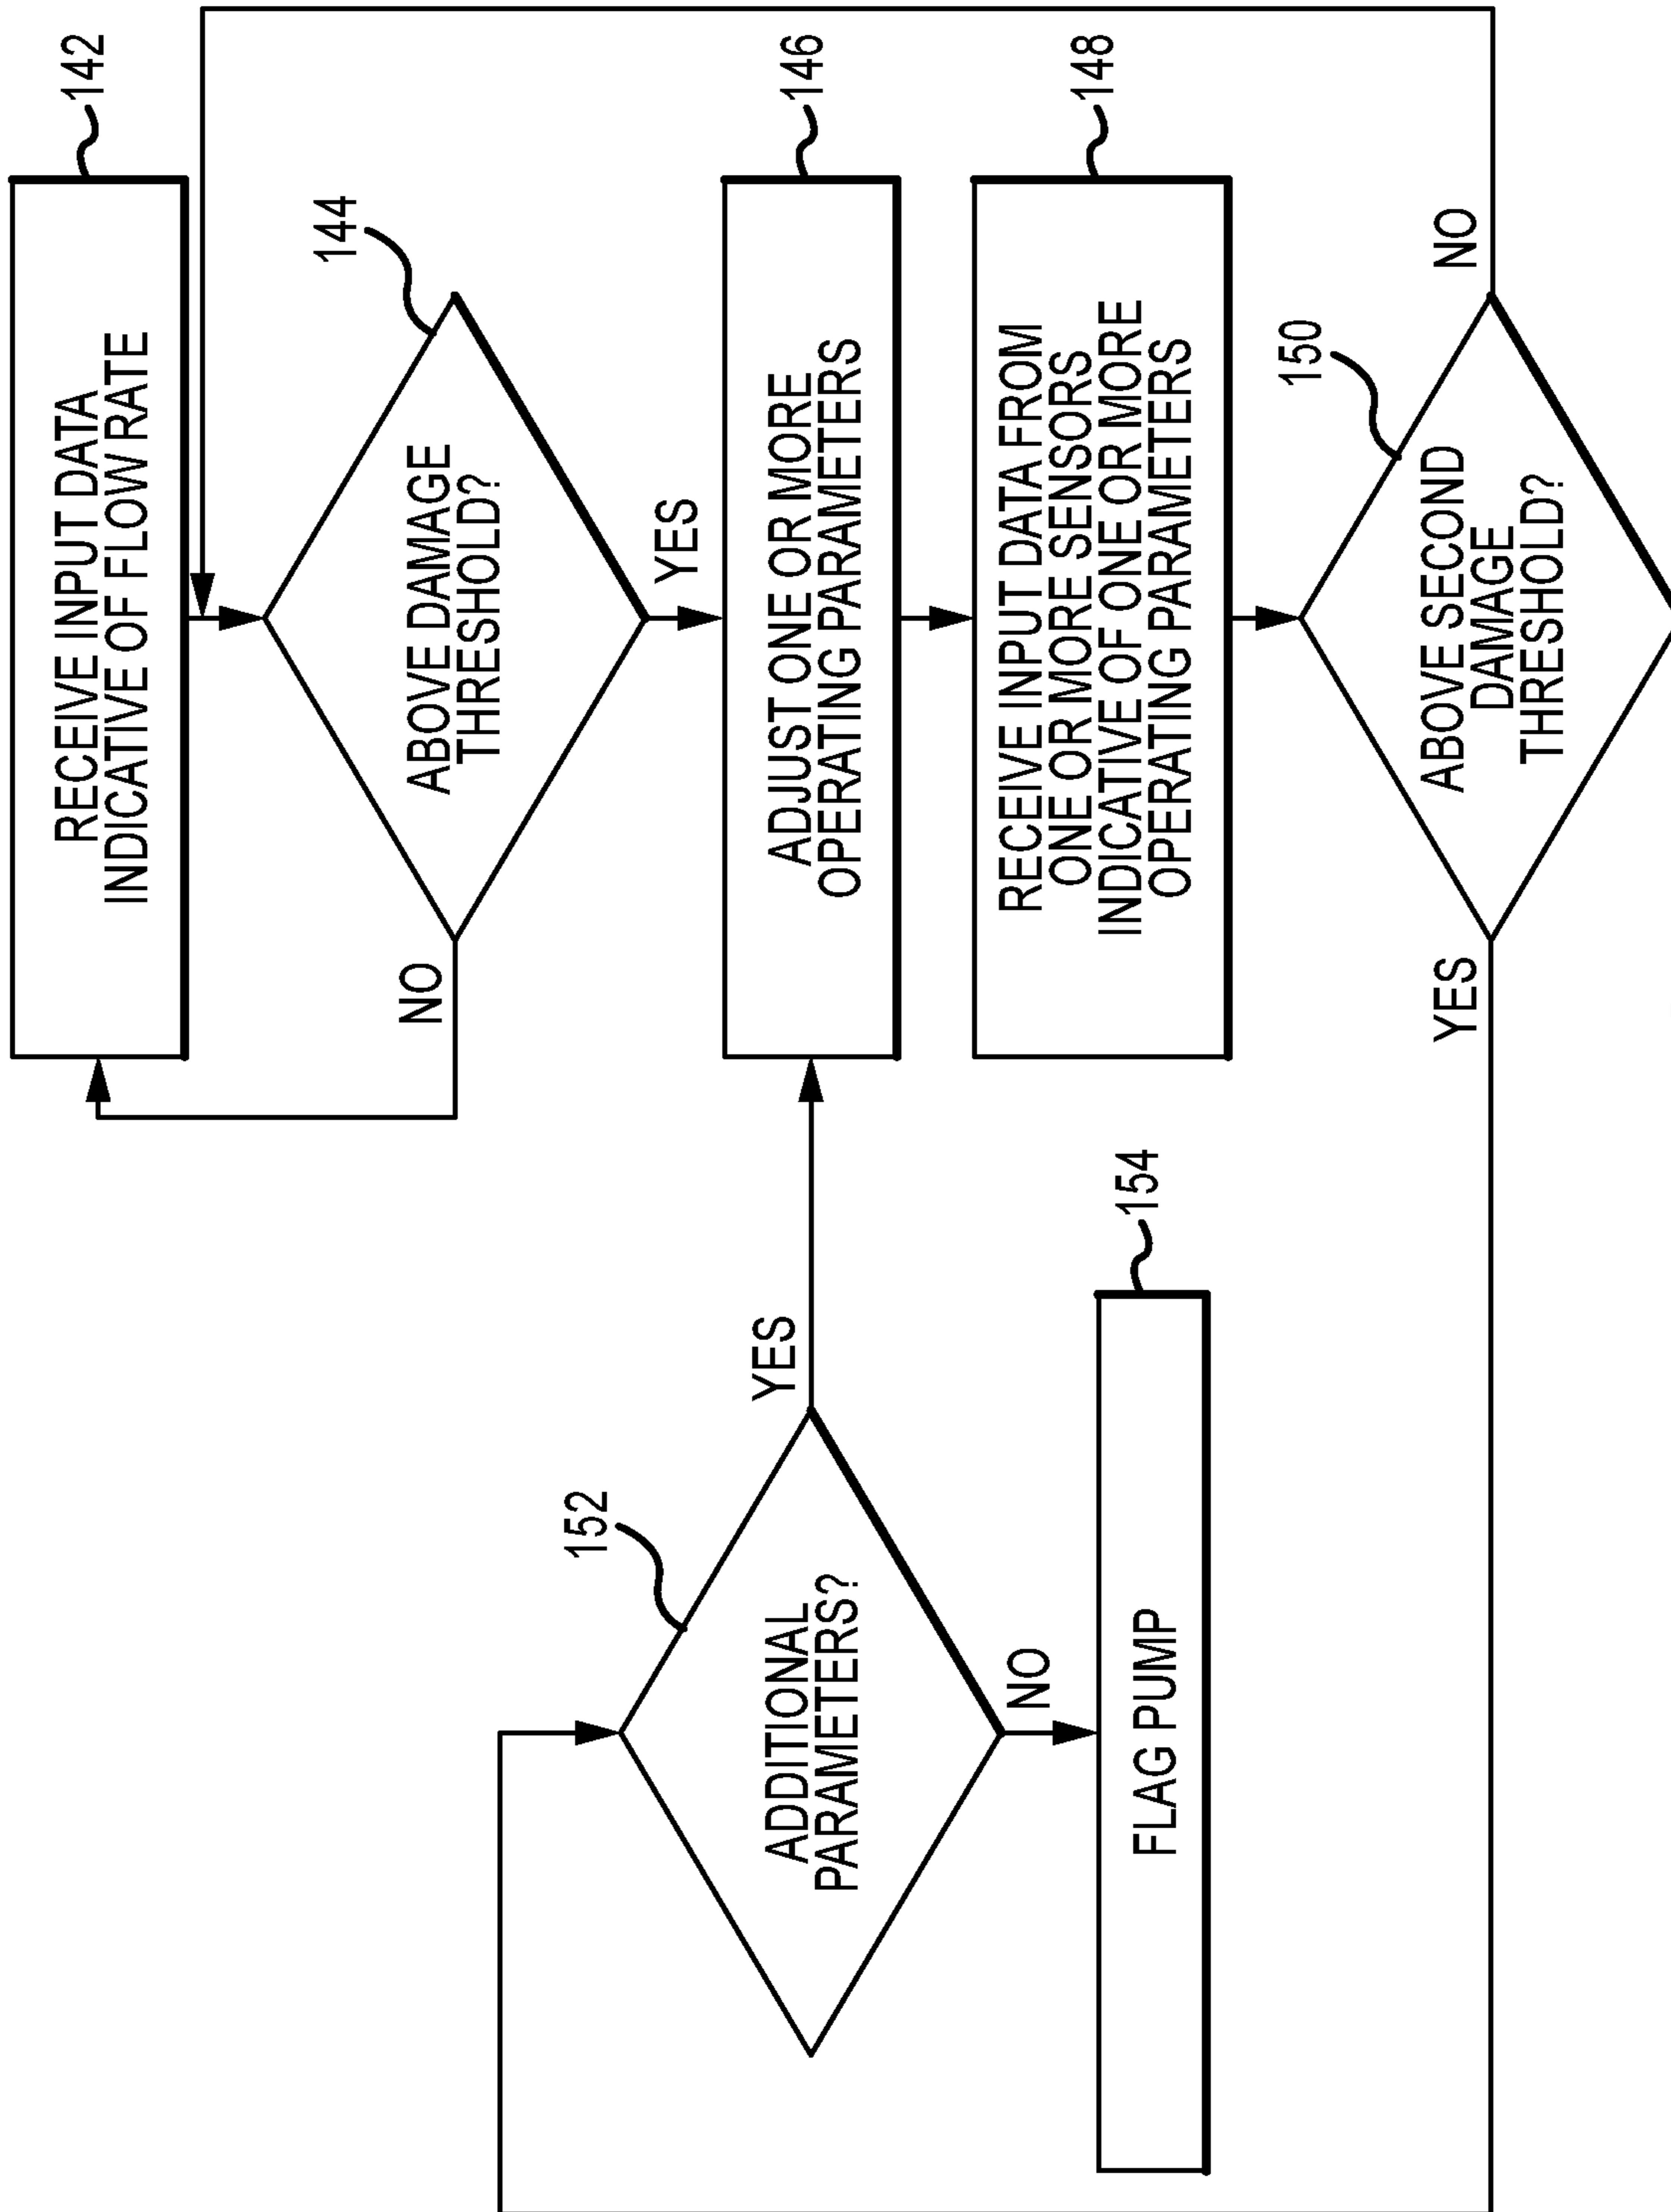 RECEIVE INPUT DATA
INDICATIVE OF FLOW RATE
142
144
ABOVE DAMAGE
THRESHOLD?
NO
YES
146
ADJUST ONE OR MORE
OPERATING PARAMETERS
148
RECEIVE INPUT DATA FROM
ONE OR MORE SENSORS
INDICATIVE OF ONE OR MORE
OPERATING PARAMETERS
150
ABOVE SECOND
DAMAGE
THRESHOLD?
YES
NO
152
ADDITIONAL
PARAMETERS?
YES
NO
154
FLAG PUMP